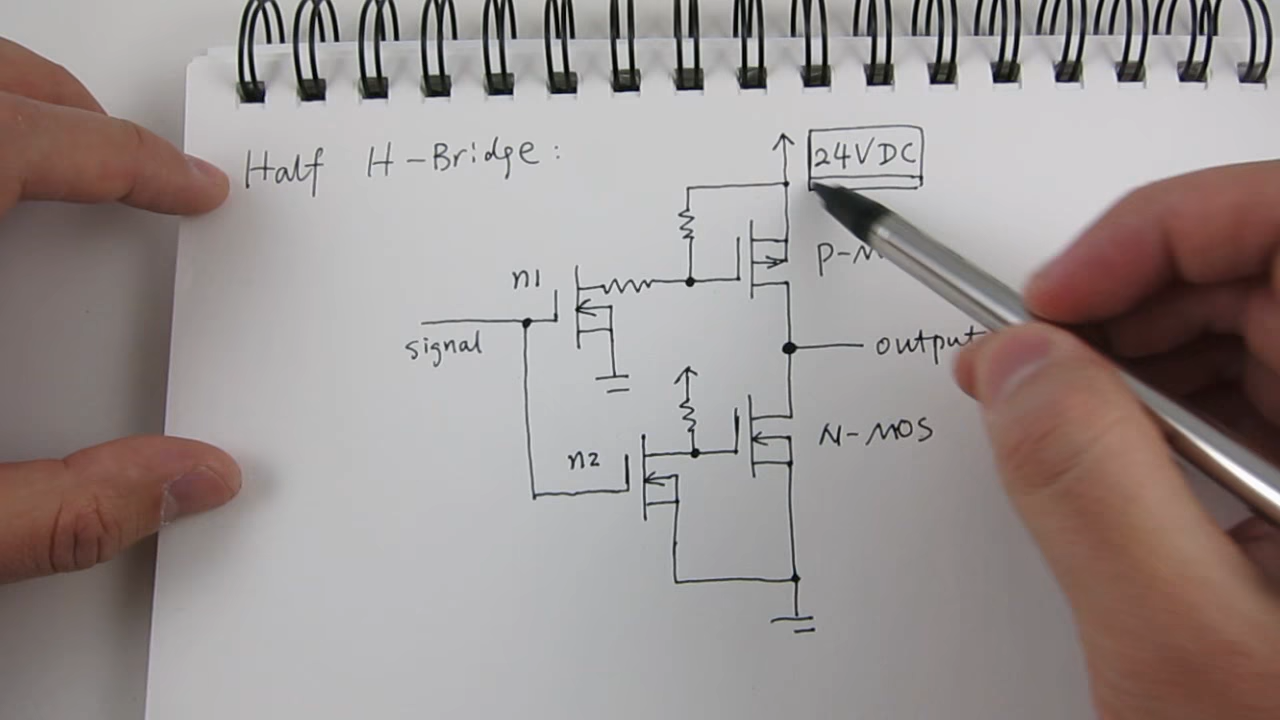 Half H-Bridge:
24VDC
n1
P-M
signal
output
n2
N-MOS